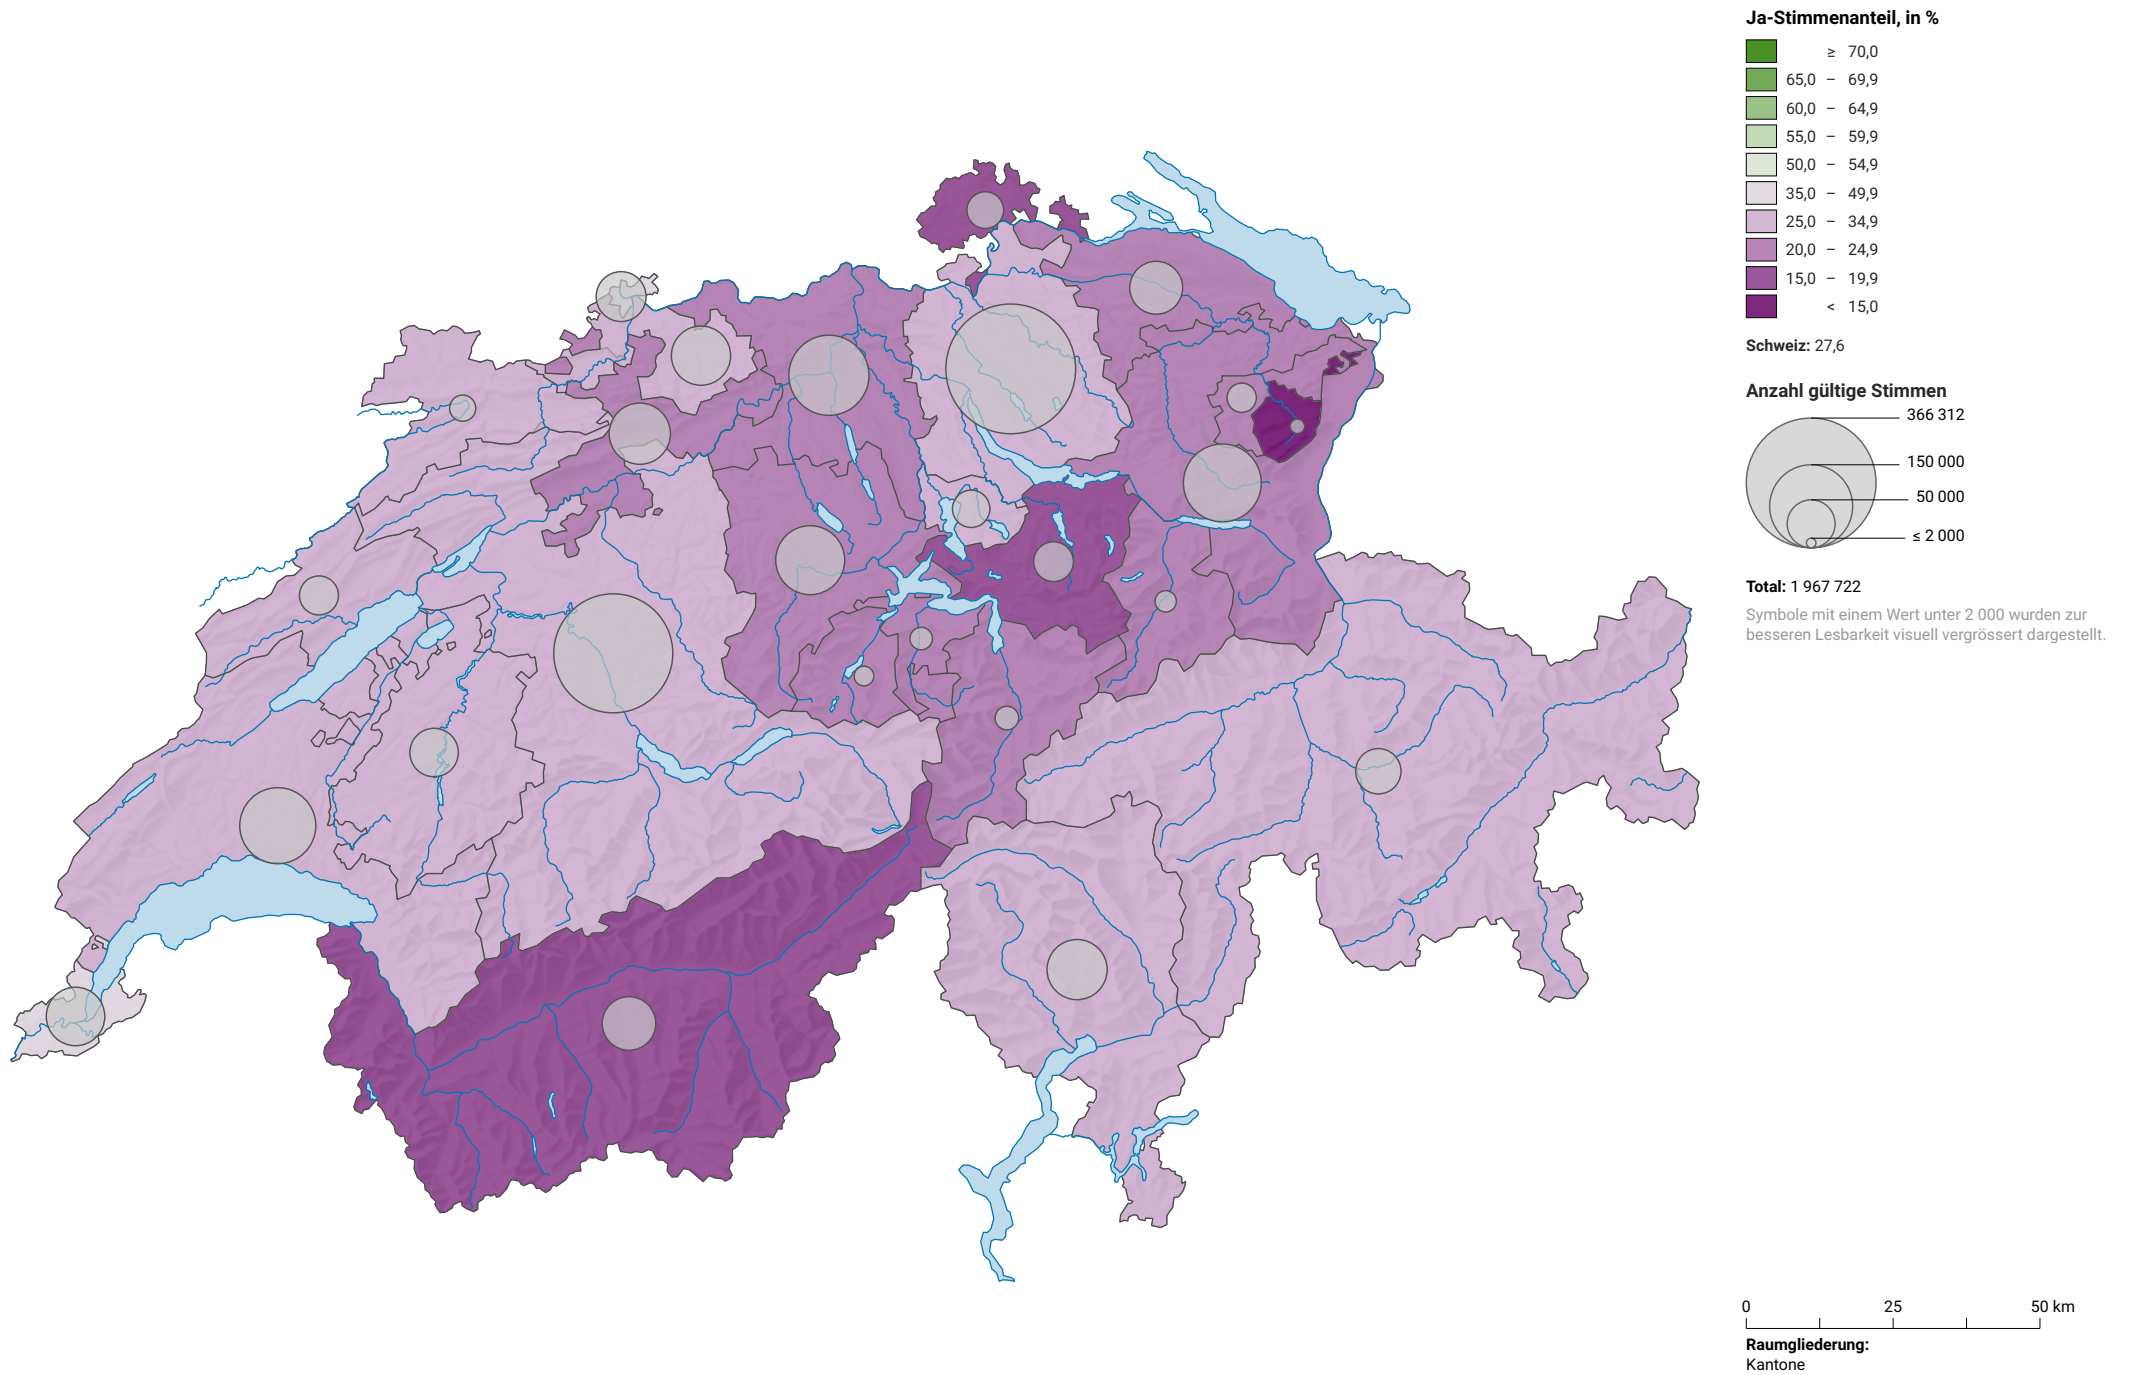 Ja-Stimmenanteil, in %
≥ 70,0
65,0 – 69,9
60,0 – 64,9
55,0 – 59,9
50,0 – 54,9
35,0 – 49,9
25,0 – 34,9
20,0 – 24,9
15,0 – 19,9
< 15,0
Schweiz: 27,6
Anzahl gültige Stimmen
366 312
150 000
50 000
≤ 2 000
Total: 1 967 722
Symbole mit einem Wert unter 2 000 wurden zur
besseren Lesbarkeit visuell vergrössert dargestellt.
0 25 50 km
Raumgliederung:
Kantone